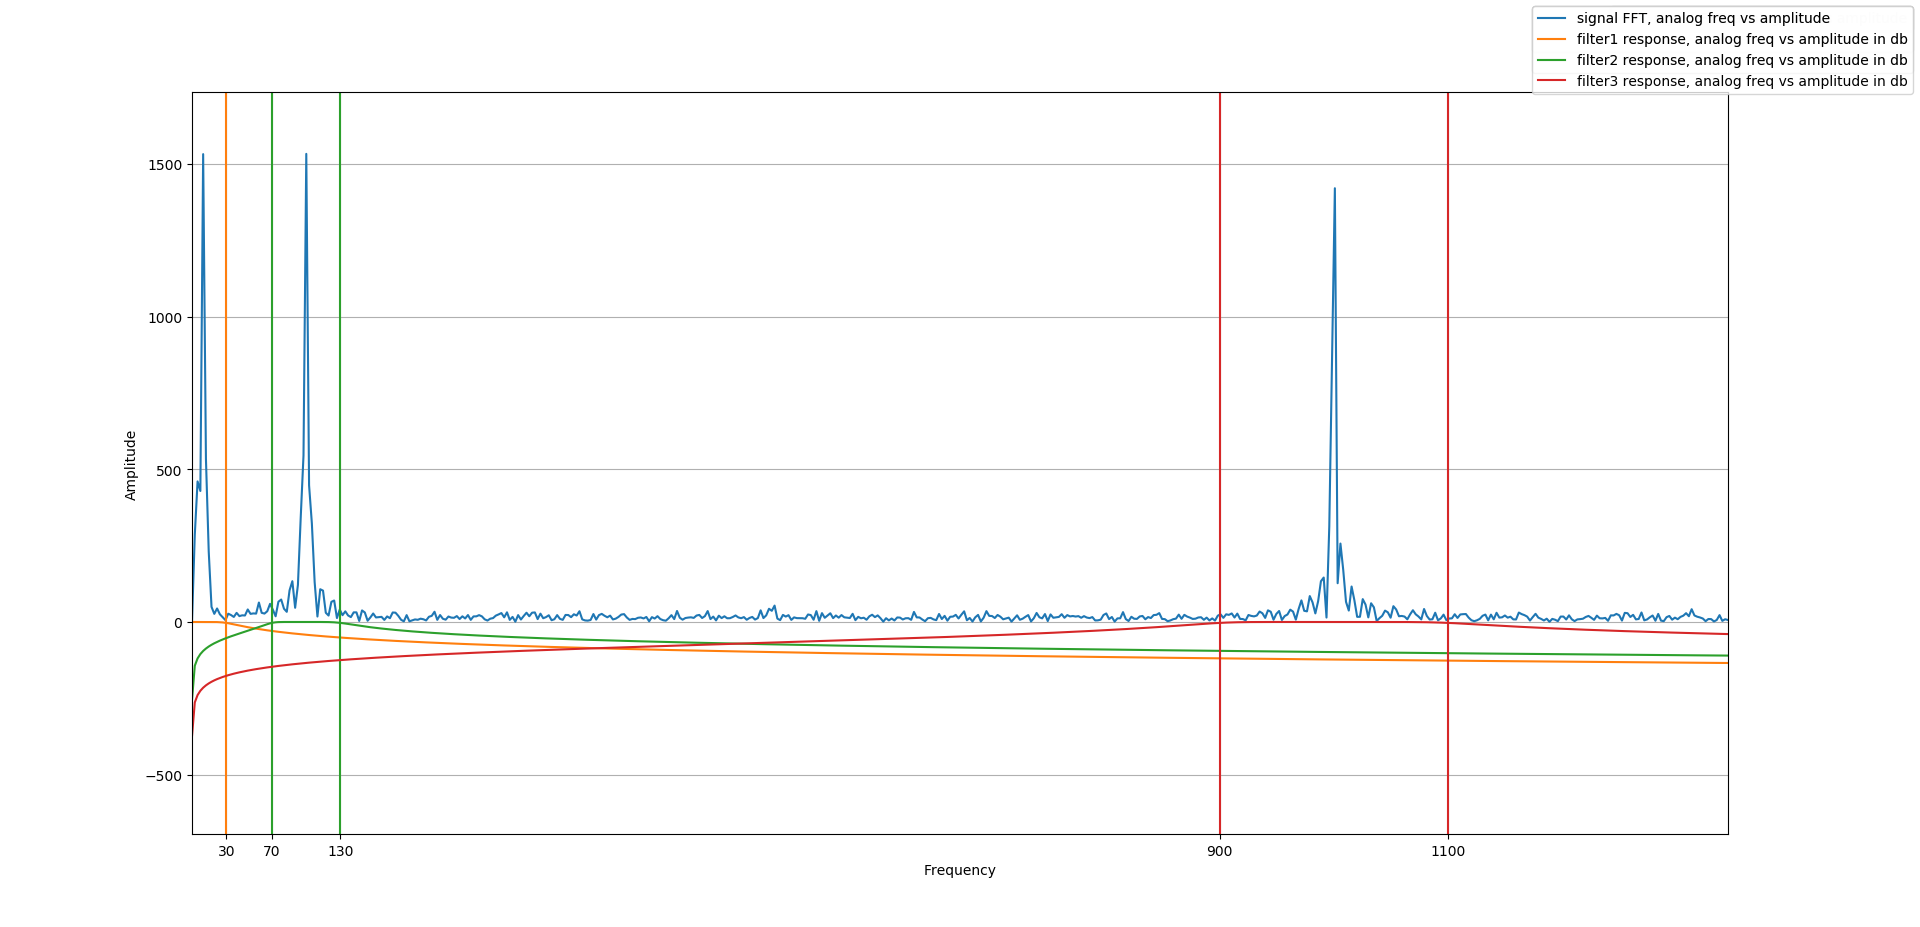 signal FFT, analog freq vs amplitude
filter1 response, analog freq vs amplitude in db
filter2 response, analog freq vs amplitude in db
filter3 response, analog freq vs amplitude in db
1500
1000
500
0
−500
Amplitude
30 70 130 900 1100
Frequency